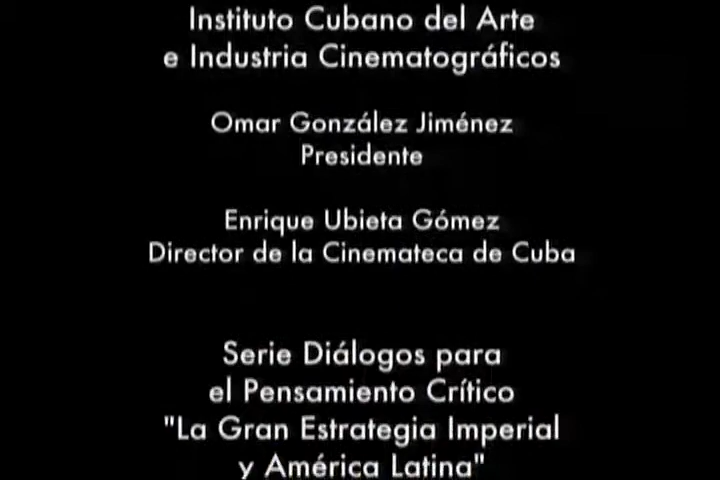 Instituto Cubano del Arte
e Industria Cinematográficos
Omar González Jiménez
Presidente
Enrique Ubieta Gómez
Director de la Cinemateca de Cuba
Serie Diálogos para
el Pensamiento Crítico
"La Gran Estrategia Imperial
y América Latina"